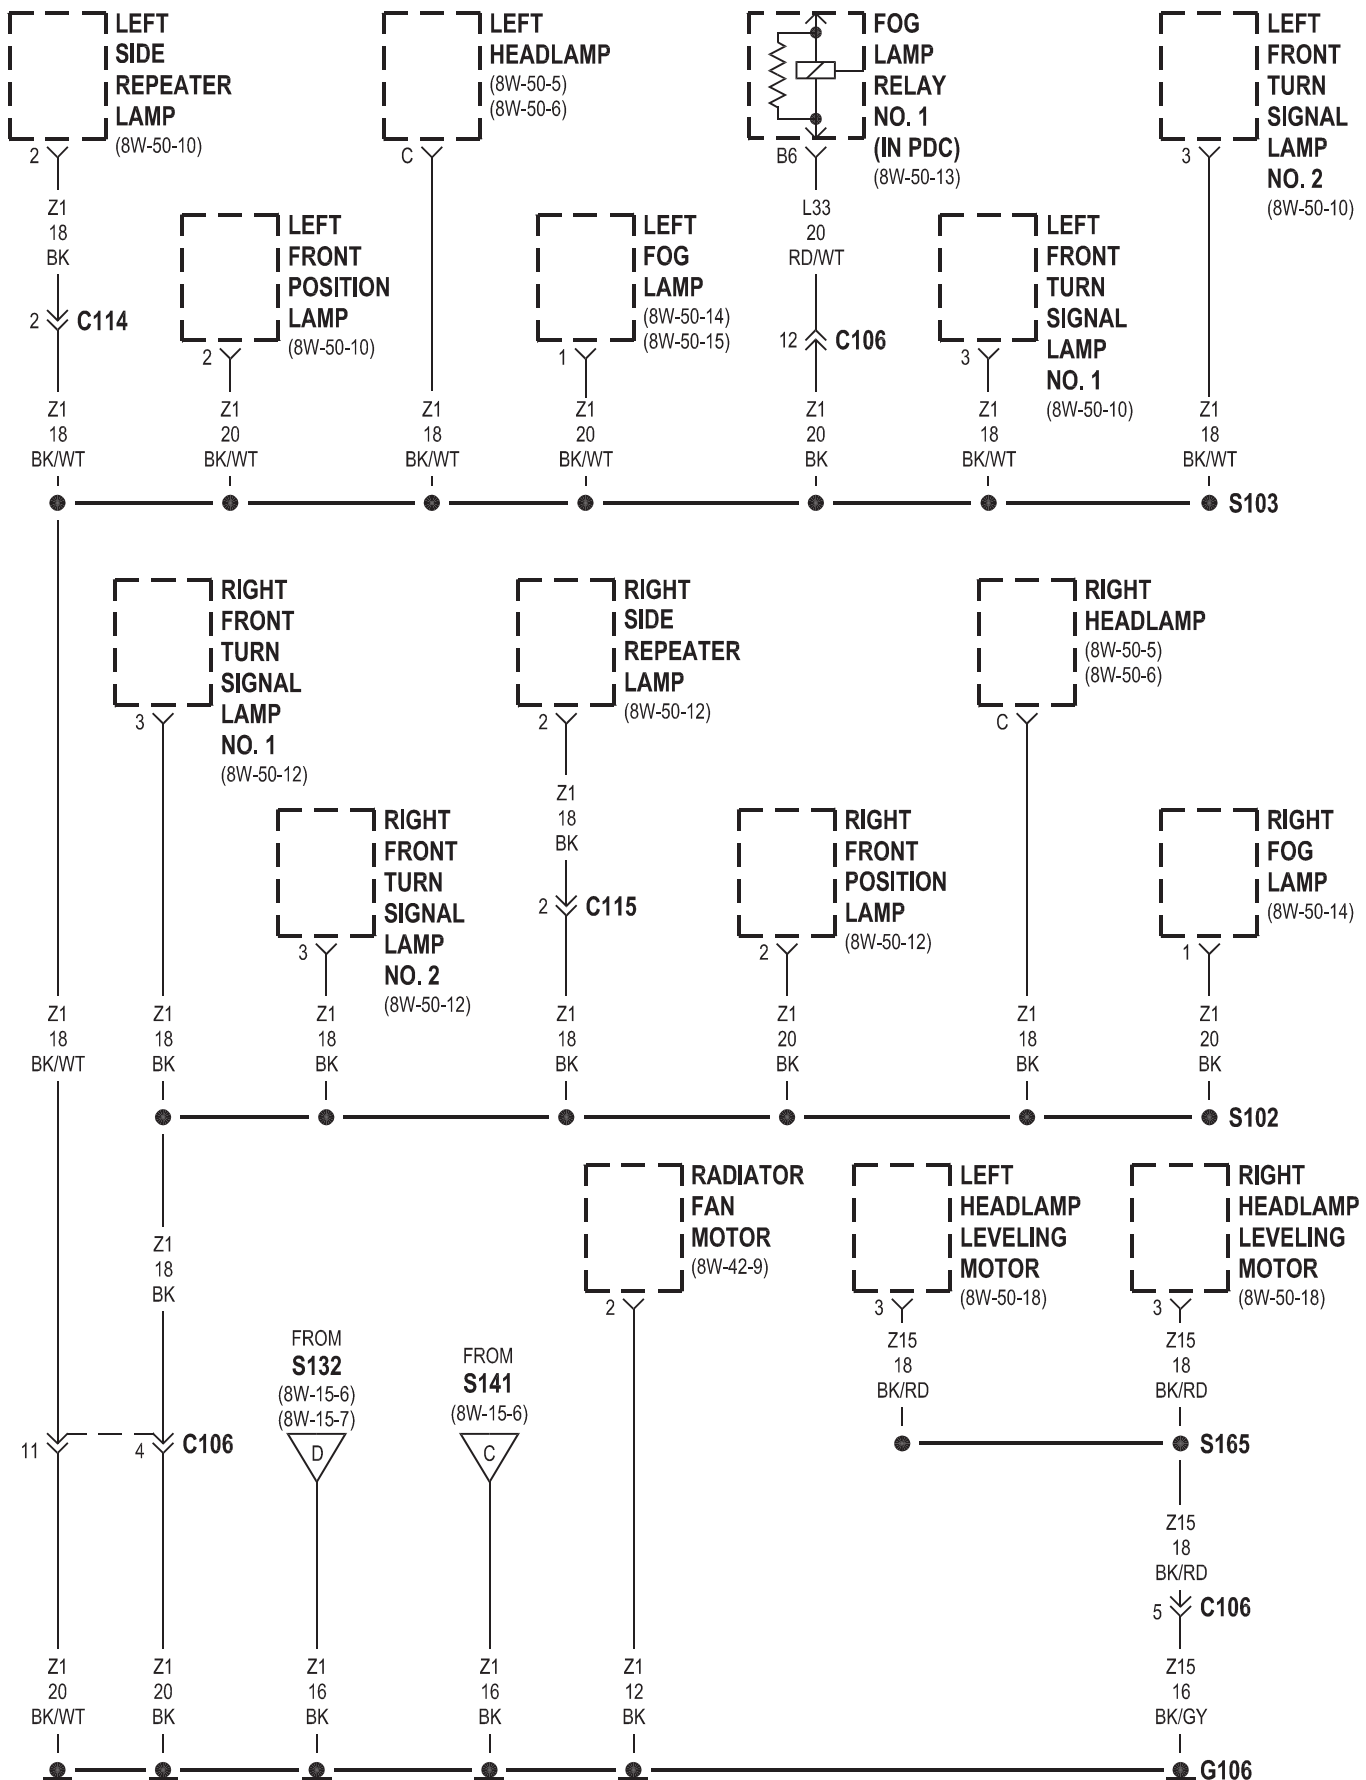 LEFT
SIDE
REPEATER
LAMP
(8W-50-10)
2
Z1
18
BK
2
C114
Z1
18
BK/WT
LEFT
FRONT
POSITION
LAMP
(8W-50-10)
2
Z1
20
BK/WT
LEFT
HEADLAMP
(8W-50-5)
(8W-50-6)
C
Z1
18
BK/WT
LEFT
FOG
LAMP
(8W-50-14)
(8W-50-15)
1
Z1
20
BK/WT
FOG
LAMP
RELAY
NO. 1
(IN PDC)
(8W-50-13)
B6
L33
20
RD/WT
12
C106
Z1
20
BK
LEFT
FRONT
TURN
SIGNAL
LAMP
NO. 1
(8W-50-10)
3
Z1
18
BK/WT
LEFT
FRONT
TURN
SIGNAL
LAMP
NO. 2
(8W-50-10)
3
Z1
18
BK/WT
S103
RIGHT
FRONT
TURN
SIGNAL
LAMP
NO. 1
(8W-50-12)
3
Z1
18
BK/WT
Z1
18
BK
RIGHT
FRONT
TURN
SIGNAL
LAMP
NO. 2
(8W-50-12)
3
Z1
18
BK
RIGHT
SIDE
REPEATER
LAMP
(8W-50-12)
2
Z1
18
BK
2
C115
Z1
18
BK
RIGHT
FRONT
POSITION
LAMP
(8W-50-12)
2
Z1
20
BK
RIGHT
HEADLAMP
(8W-50-5)
(8W-50-6)
C
Z1
18
BK
RIGHT
FOG
LAMP
(8W-50-14)
1
Z1
20
BK
S102
Z1
18
BK
11
4
C106
Z1
20
BK/WT
Z1
20
BK
FROM
S132
(8W-15-6)
(8W-15-7)
D
Z1
16
BK
FROM
S141
(8W-15-6)
C
Z1
16
BK
RADIATOR
FAN
MOTOR
(8W-42-9)
2
Z1
12
BK
LEFT
HEADLAMP
LEVELING
MOTOR
(8W-50-18)
3
Z15
18
BK/RD
RIGHT
HEADLAMP
LEVELING
MOTOR
(8W-50-18)
3
Z15
18
BK/RD
S165
Z15
18
BK/RD
5
C106
Z15
16
BK/GY
G106